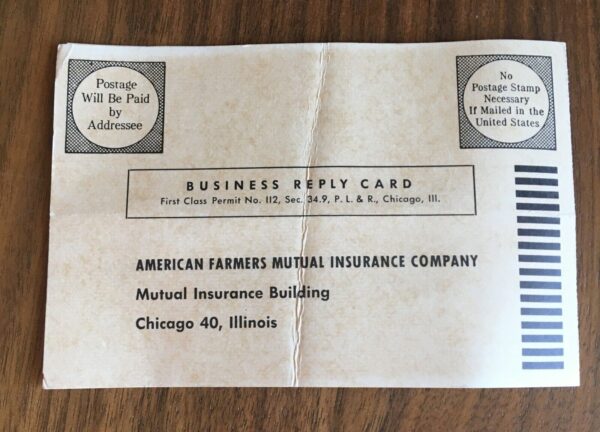 Postage
Will Be Paid
by
Addressee
No
Postage Stamp
Necessary
If Mailed in the
United States
BUSINESS REPLY CARD
First Class Permit No. 112, Sec. 34.9, P. L. & R., Chicago, Ill.
AMERICAN FARMERS MUTUAL INSURANCE COMPANY
Mutual Insurance Building
Chicago 40, Illinois